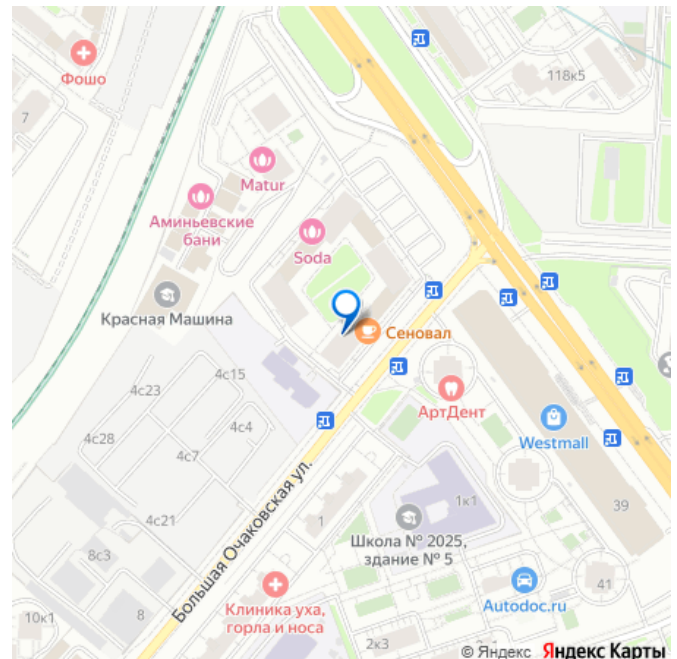 Фошо
118к5
7
Matur
Аминьевские
бани
Soda
Красная Машина
Сеновал
4с15
4с23
АртДент
4с4
Westmall
4с28
4с7
1к1
39
4с21
1
Школа № 2025,
здание № 5
Большая Очаковская ул.
8с3
Autodoc.ru
41
Клиника уха,
горла и носа
10к1
8
2к3
© Яндекс Яндекс Карты